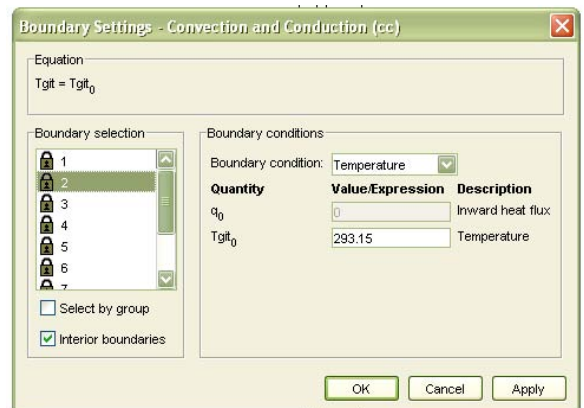 Boundary Settings - Convection and Conduction (cc)
Equation
Tgit = Tgit0
Boundary selection
1
2
3
4
5
6
7
Select by group
Interior boundaries
Boundary conditions
Boundary condition: Temperature
Quantity Value/Expression Description
q0 0 Inward heat flux
Tgit0 293.15 Temperature
OK Cancel Apply